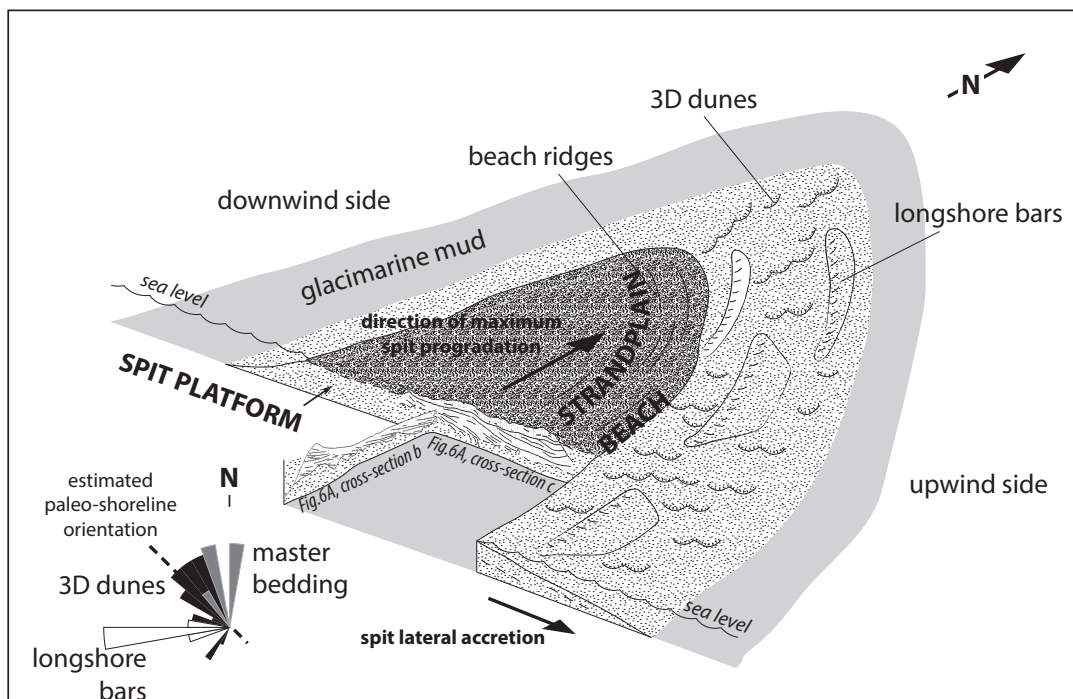 N
3D dunes
beach ridges
longshore bars
downwind side
glacimarine mud
sea level
direction of maximum
spit progradation
STRANDPLAIN
BEACH
SPIT PLATFORM
Fig.6A, cross-section b
Fig.6A, cross-section c
upwind side
N
estimated
paleo-shoreline
orientation
master
bedding
3D dunes
longshore
bars
sea level
spit lateral accretion